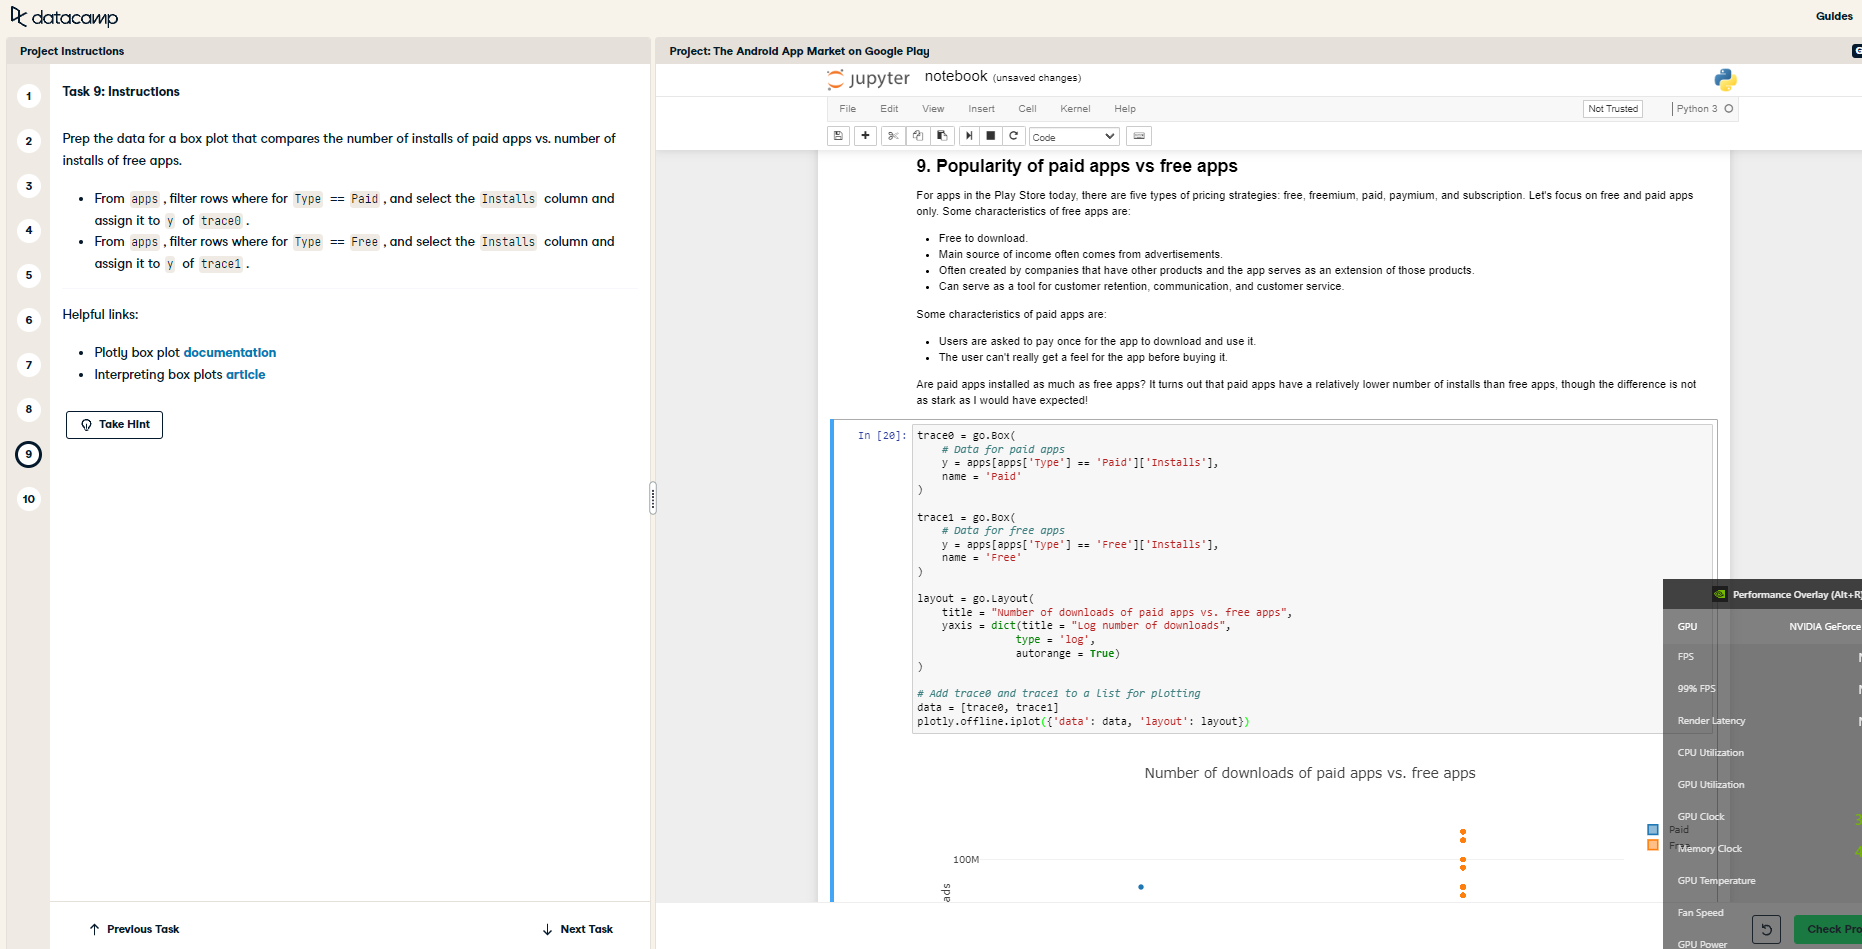 datacamp
Guides
Project Instructions
Project: The Android App Market on Google Play
1
2
3
4
5
6
7
8
9
10
Task 9: Instructions
Prep the data for a box plot that compares the number of installs of paid apps vs. number of
installs of free apps.
• From apps , filter rows where for Type == Paid , and select the Installs column and
assign it to y of trace0 .
• From apps , filter rows where for Type == Free , and select the Installs column and
assign it to y of trace1 .
Helpful links:
• Plotly box plot documentation
• Interpreting box plots article
Take Hint
Previous Task
Next Task
jupyter notebook (unsaved changes)
File Edit View Insert Cell Kernel Help
Not Trusted
Python 3
Code
9. Popularity of paid apps vs free apps
For apps in the Play Store today, there are five types of pricing strategies: free, freemium, paid, paymium, and subscription. Let's focus on free and paid apps
only. Some characteristics of free apps are:
• Free to download.
• Main source of income often comes from advertisements.
• Often created by companies that have other products and the app serves as an extension of those products.
• Can serve as a tool for customer retention, communication, and customer service.
Some characteristics of paid apps are:
• Users are asked to pay once for the app to download and use it.
• The user can't really get a feel for the app before buying it.
Are paid apps installed as much as free apps? It turns out that paid apps have a relatively lower number of installs than free apps, though the difference is not
as stark as I would have expected!
In [20]:
trace0 = go.Box(
# Data for paid apps
y = apps[apps['Type'] == 'Paid']['Installs'],
name = 'Paid'
)
trace1 = go.Box(
# Data for free apps
y = apps[apps['Type'] == 'Free']['Installs'],
name = 'Free'
)
layout = go.Layout(
title = "Number of downloads of paid apps vs. free apps",
yaxis = dict(title = "Log number of downloads",
type = 'log',
autorange = True)
)
# Add trace0 and trace1 to a list for plotting
data = [trace0, trace1]
plotly.offline.iplot({'data': data, 'layout': layout})
Number of downloads of paid apps vs. free apps
100M
Paid
Performance Overlay (Alt+R
GPU
NVIDIA GeForce
FPS
99% FPS
Render Latency
CPU Utilization
GPU Utilization
GPU Clock
Memory Clock
GPU Temperature
Fan Speed
GPU Power
Check Pro